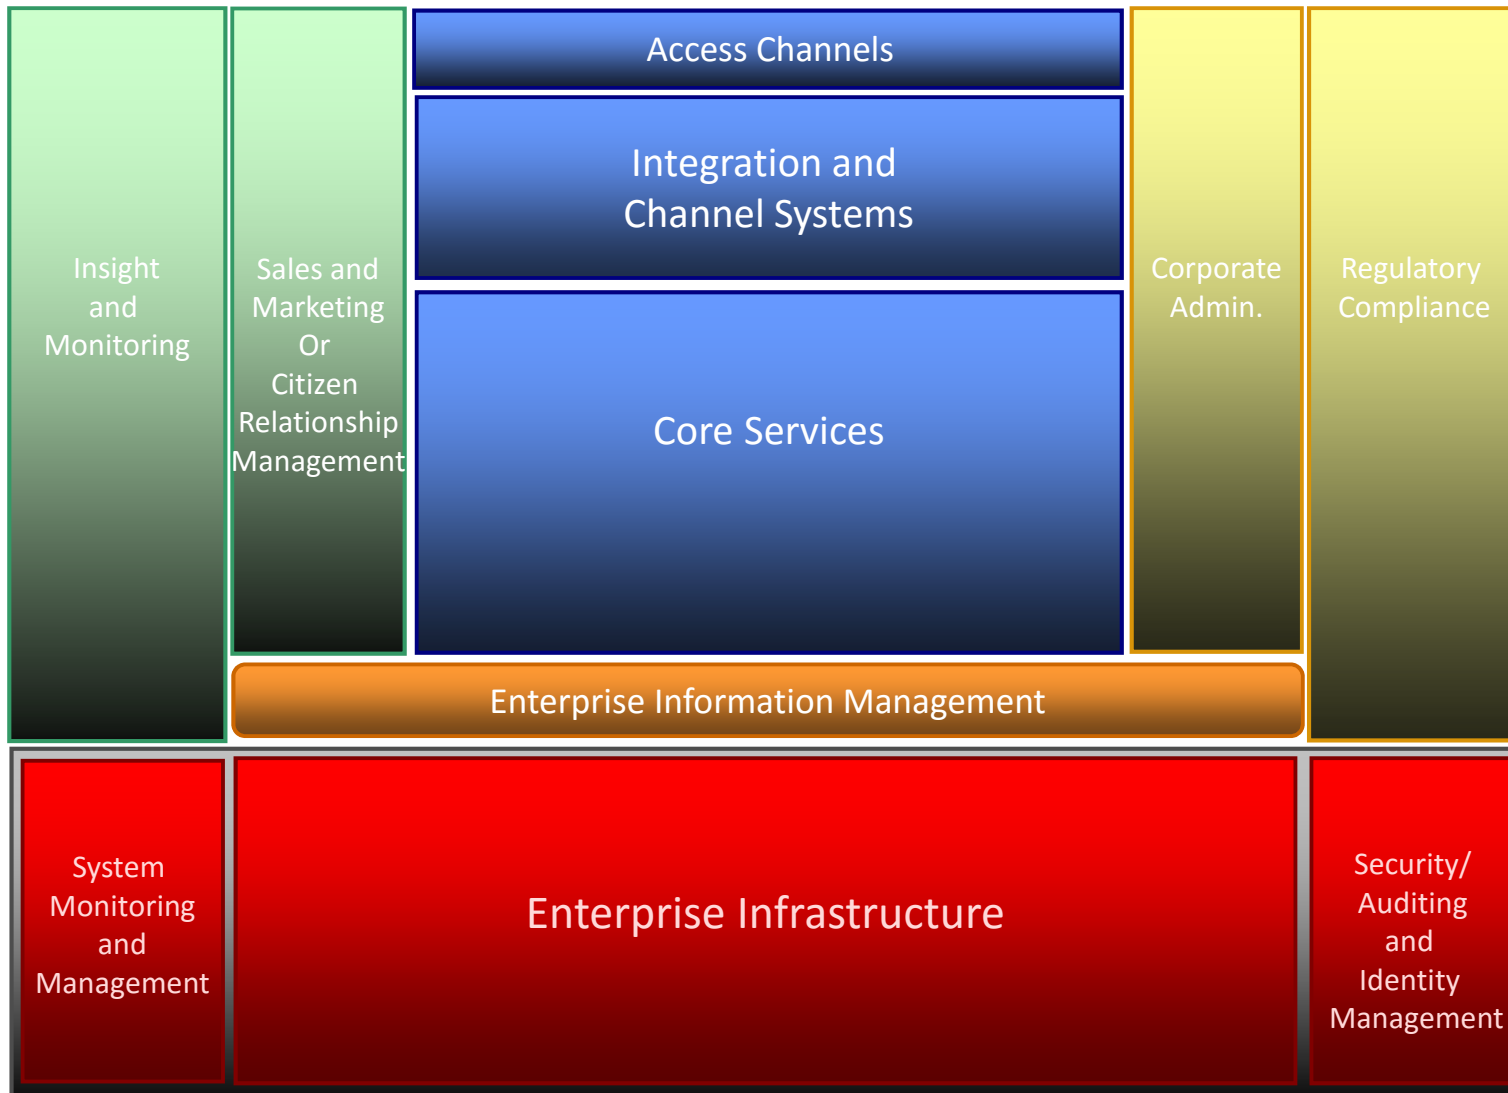 Access Channels
Integration and
Channel Systems
Insight
and
Monitoring
Sales and
Marketing
Or
Citizen
Relationship
Management
Core Services
Corporate
Admin.
Regulatory
Compliance
Enterprise Information Management
System
Monitoring
and
Management
Enterprise Infrastructure
Security/
Auditing
and
Identity
Management